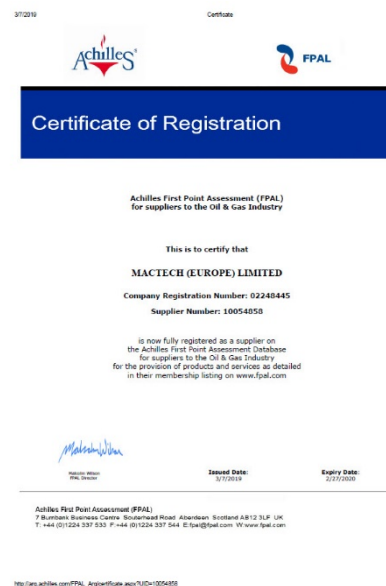 3/7/2019 Certificate
Achilles FPAL
Certificate of Registration
Achilles First Point Assessment (FPAL)
for suppliers to the Oil & Gas Industry
This is to certify that
MACTECH (EUROPE) LIMITED
Company Registration Number: 02248445
Supplier Number: 10054858
is now fully registered as a supplier on
the Achilles First Point Assessment Database
for suppliers to the Oil & Gas Industry
for the provision of products and services as detailed
in their membership listing on www.fpal.com
Malcolm Wilson
Malcolm Wilson Issued Date: Expiry Date:
FPAL Director 3/7/2019 2/27/2020
Achilles First Point Assessment (FPAL)
7 Burnbank Business Centre Souterhead Road Aberdeen Scotland AB12 3LF UK
T: +44 (0)1224 337 533 F:+44 (0)1224 337 544 E:fpal@fpal.com W:www.fpal.com